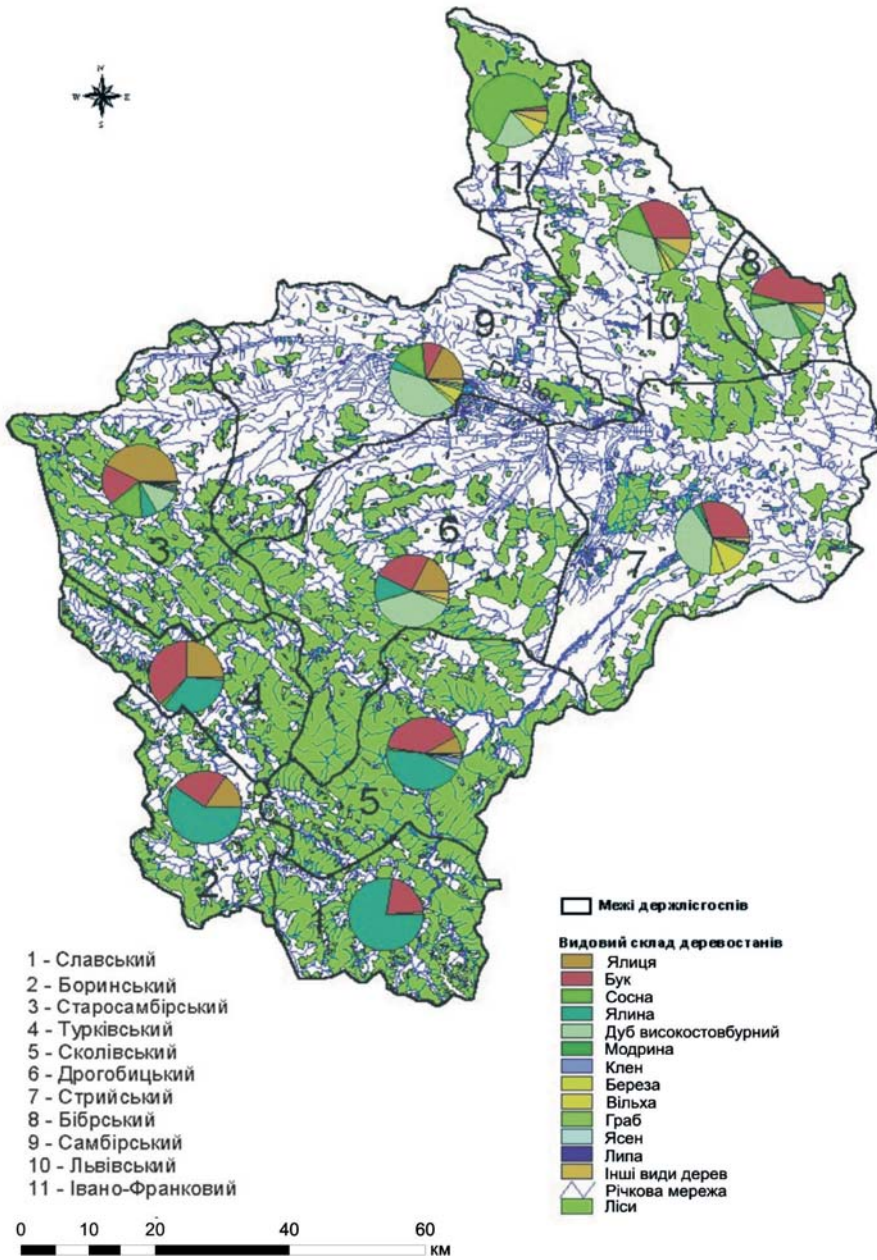 N
W E
S
11
8
10
9
3
6
7
4
5
2
1
Межі держлісгоспів
Видовий склад деревостанів
Ялиця
Бук
Сосна
Ялина
Дуб високостовбурний
Модрина
Клен
Береза
Вільха
Граб
Ясен
Липа
Інші види дерев
Річкова мережа
Ліси
1 - Славський
2 - Боринський
3 - Старосамбірський
4 - Турківський
5 - Сколівський
6 - Дрогобицький
7 - Стрийський
8 - Бібрський
9 - Самбірський
10 - Львівський
11 - Івано-Франковий
0 10 20 40 60
км